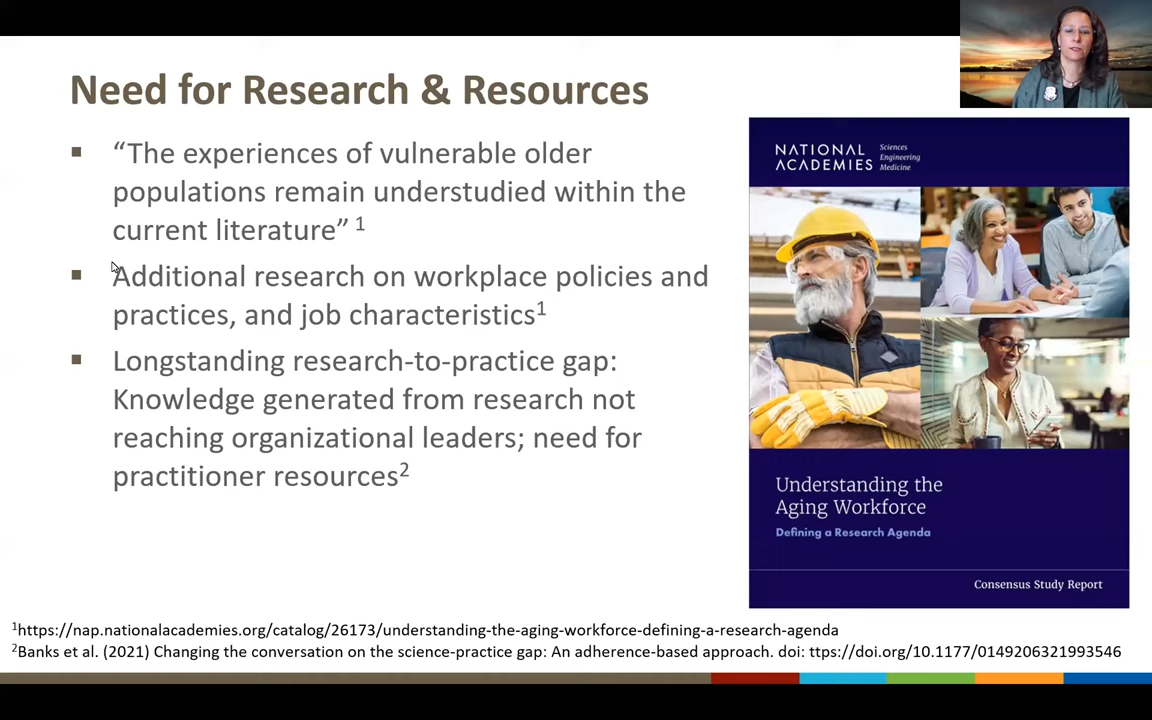 Need for Research & Resources
▪ “The experiences of vulnerable older
populations remain understudied within the
current literature” ¹
▪ Additional research on workplace policies and
practices, and job characteristics¹
▪ Longstanding research-to-practice gap:
Knowledge generated from research not
reaching organizational leaders; need for
practitioner resources²
NATIONAL
ACADEMIES
Sciences
Engineering
Medicine
Understanding the
Aging Workforce
Defining a Research Agenda
Consensus Study Report
¹https://nap.nationalacademies.org/catalog/26173/understanding-the-aging-workforce-defining-a-research-agenda
²Banks et al. (2021) Changing the conversation on the science-practice gap: An adherence-based approach. doi: ttps://doi.org/10.1177/0149206321993546